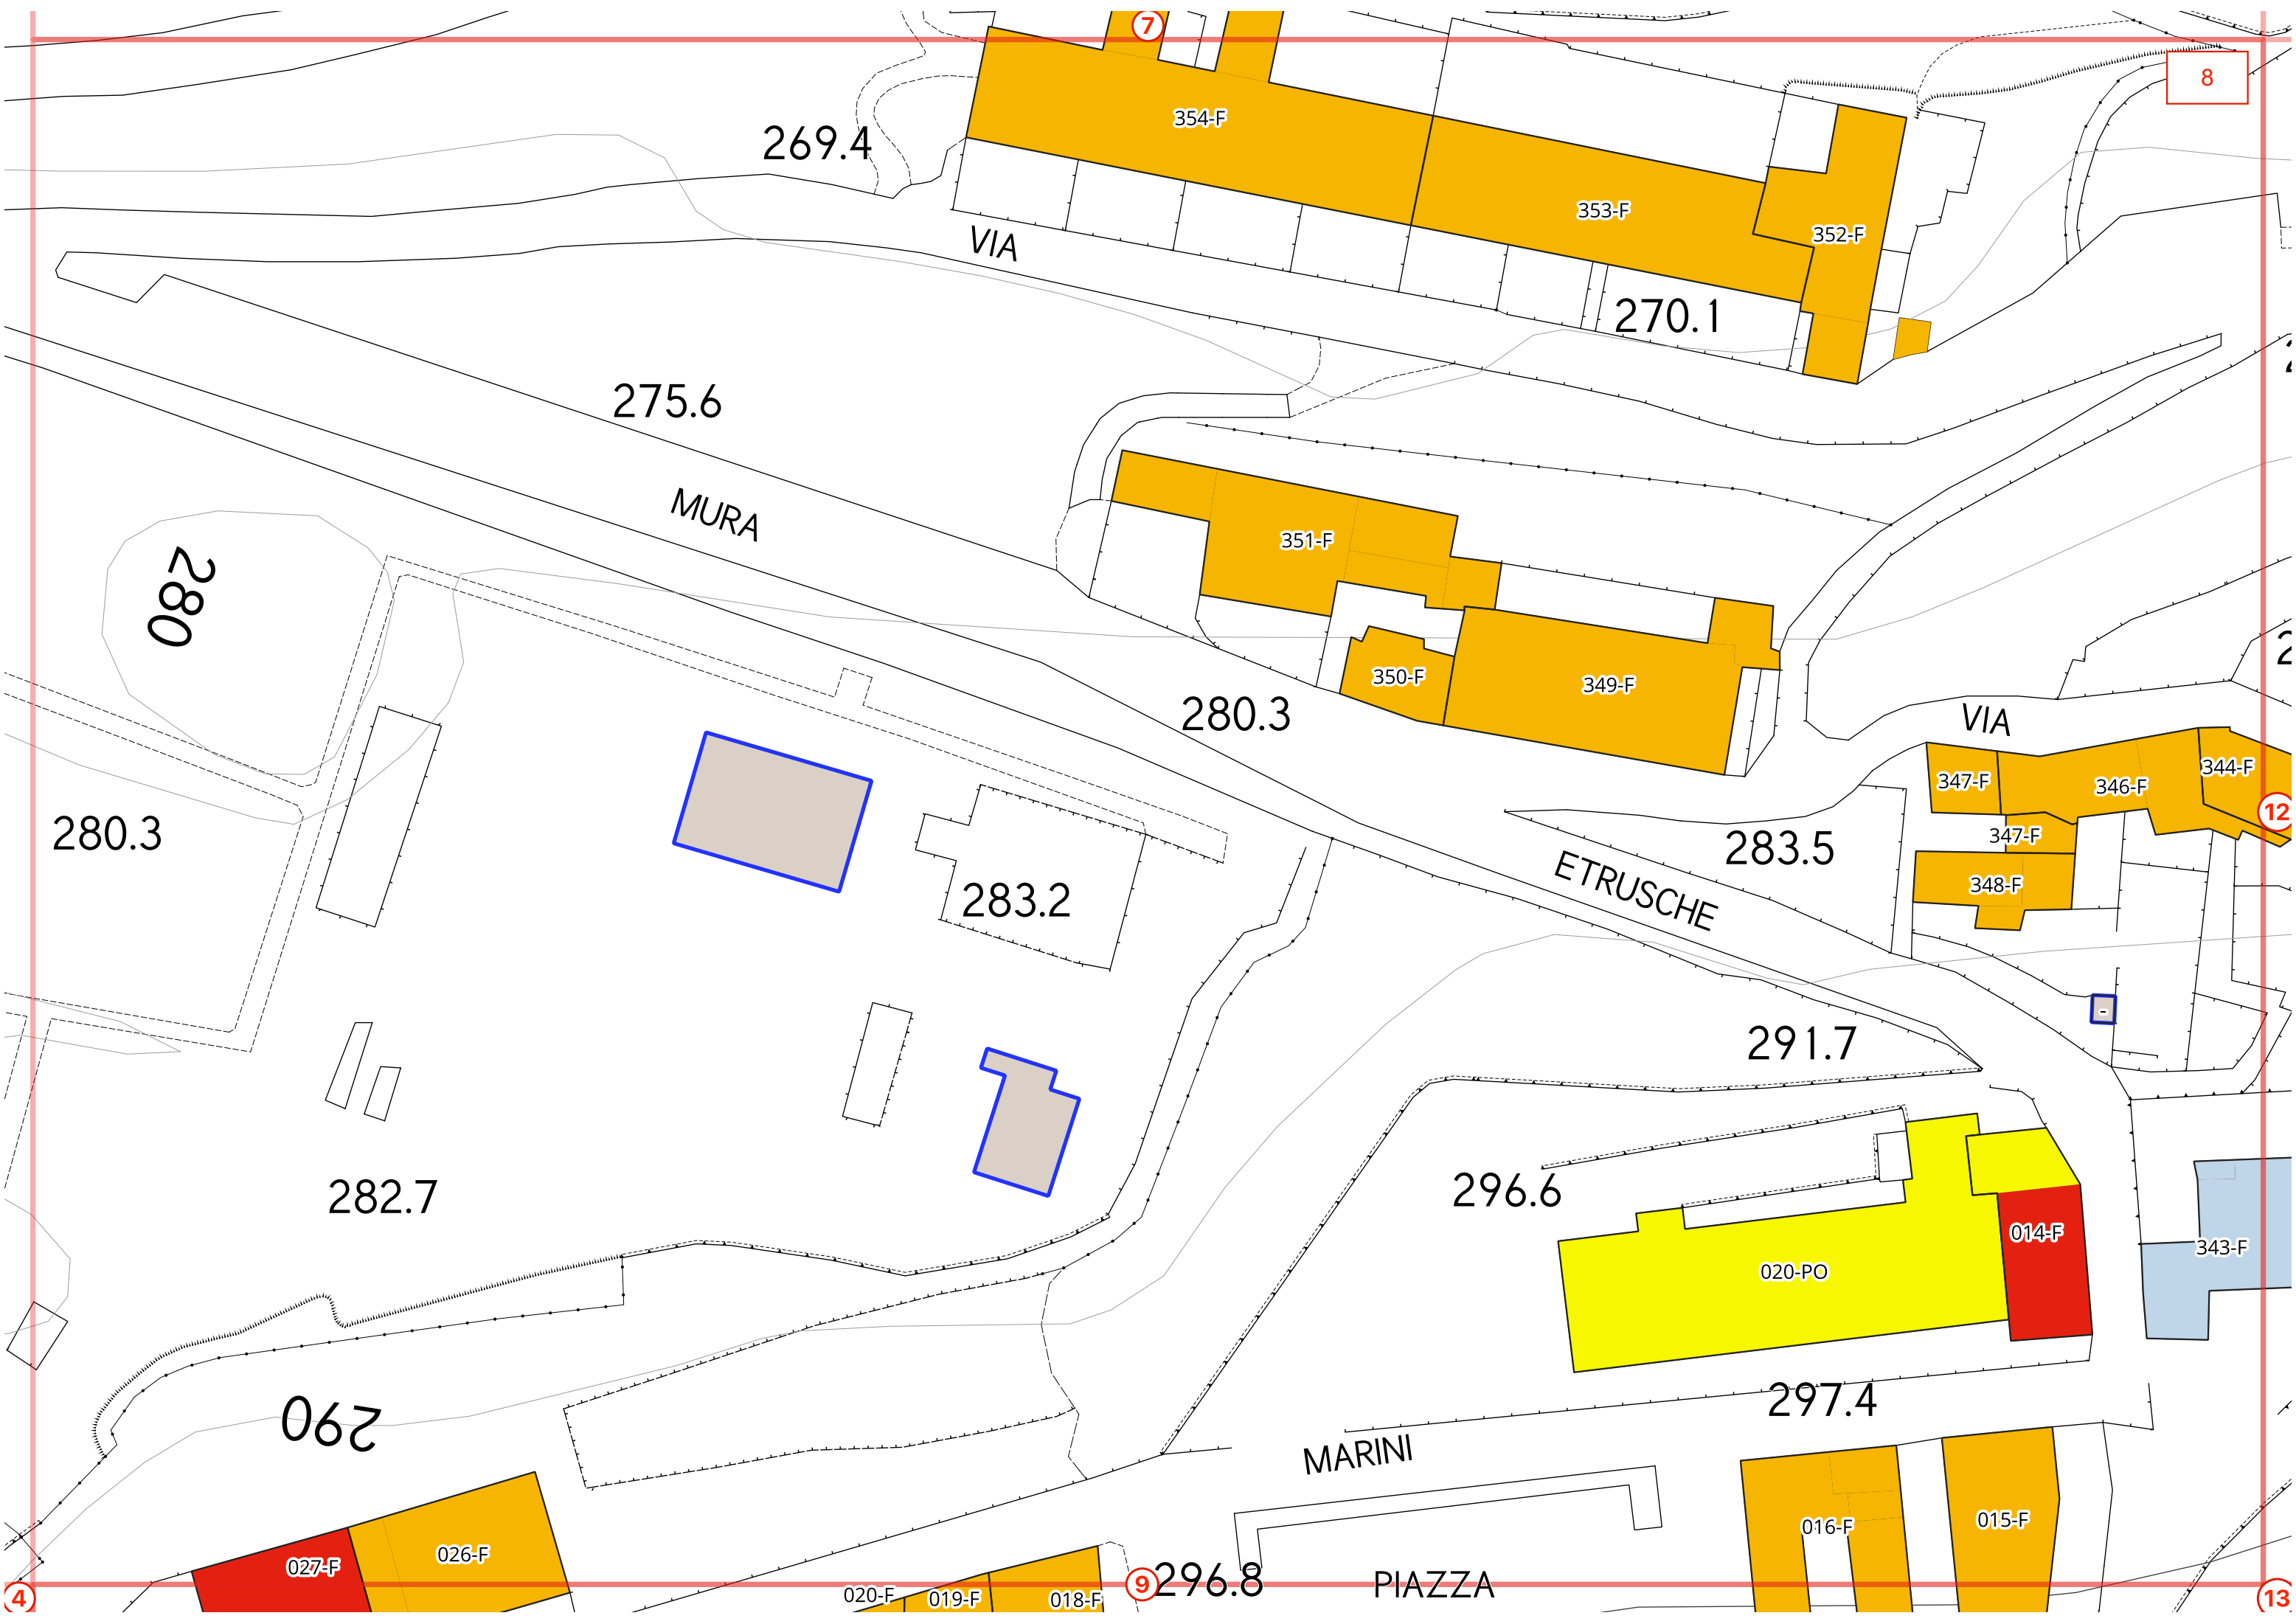 7
8
354-F
269.4
353-F
352-F
VIA
270.1
275.6
MURA
351-F
280
350-F
349-F
280.3
VIA
347-F
346-F
344-F
12
280.3
347-F
283.5
ETRUSCHE
348-F
283.2
-
291.7
296.6
282.7
014-F
343-F
020-PO
297.4
290
MARINI
016-F
015-F
026-F
027-F
296.8
PIAZZA
020-F
019-F
018-F
4
9
13